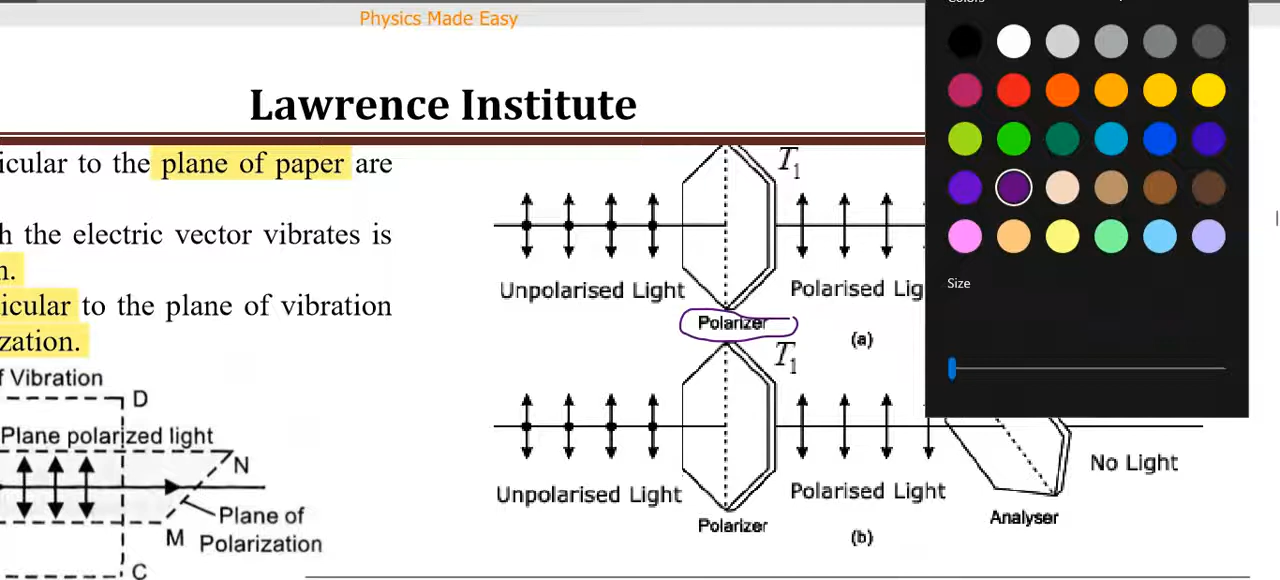 Physics Made Easy
Lawrence Institute
icular to the plane of paper are
h the electric vector vibrates is
n.
icular to the plane of vibration
zation.
f Vibration
D
Plane polarized light
N
Plane of
M Polarization
C
T1
Unpolarised Light
Polarised Lig
Polarizer
(a)
T1
Unpolarised Light
Polarised Light
No Light
Polarizer
Analyser
(b)
Size